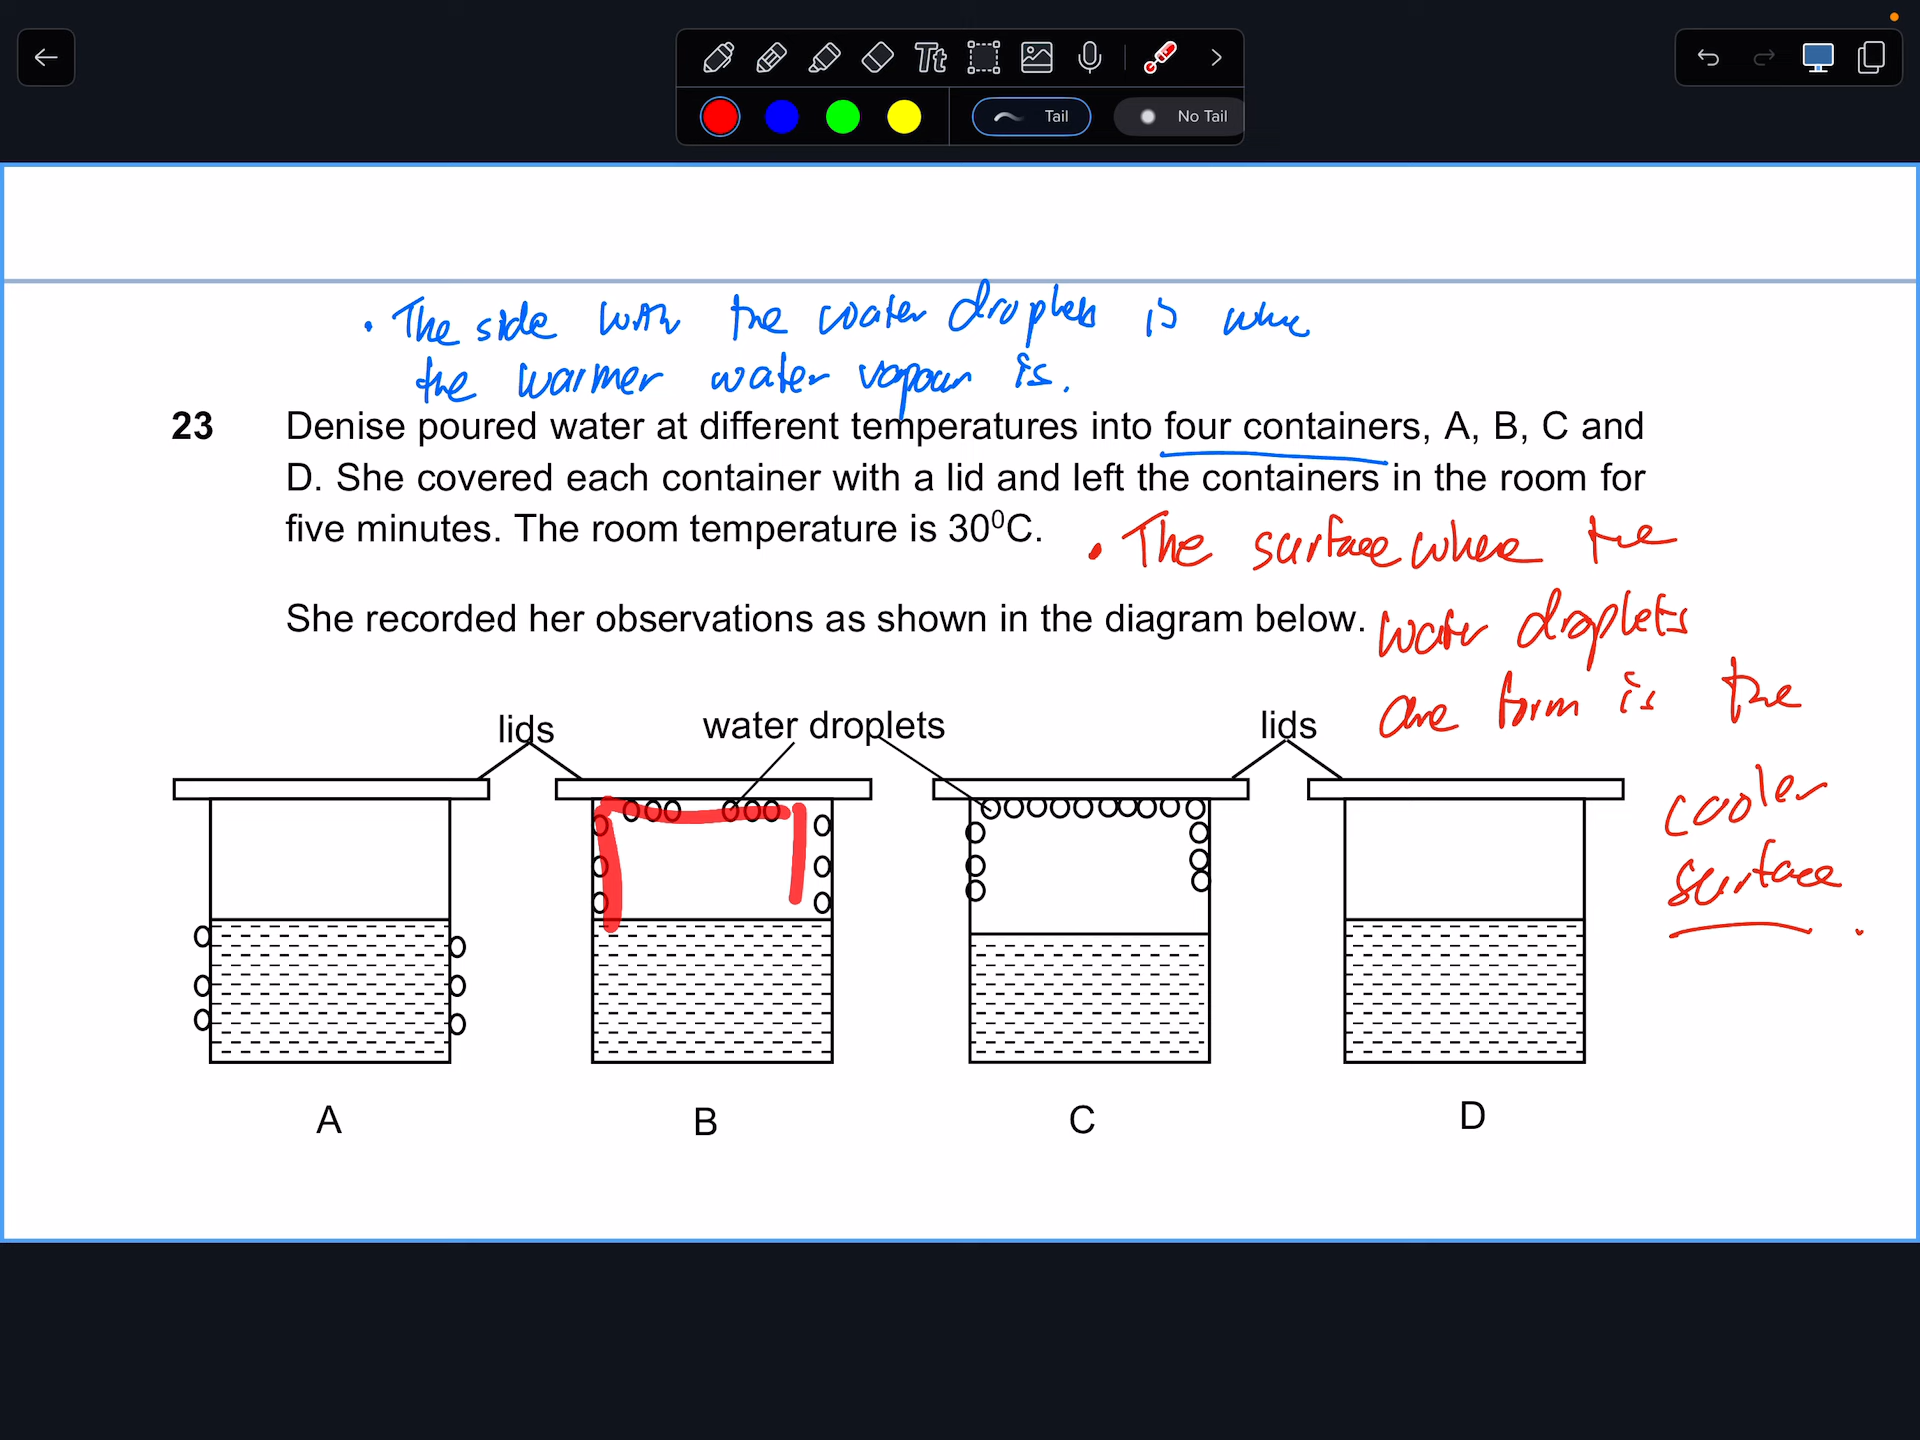 Tt
Tail
No Tail
• The side with the water droplets is where
the warmer water vapour is.
23 Denise poured water at different temperatures into four containers, A, B, C and
D. She covered each container with a lid and left the containers in the room for
five minutes. The room temperature is 30⁰C.
• The surface where the
She recorded her observations as shown in the diagram below.
water droplets
are form is the
cooler
surface.
lids
water droplets
lids
A
B
C
D